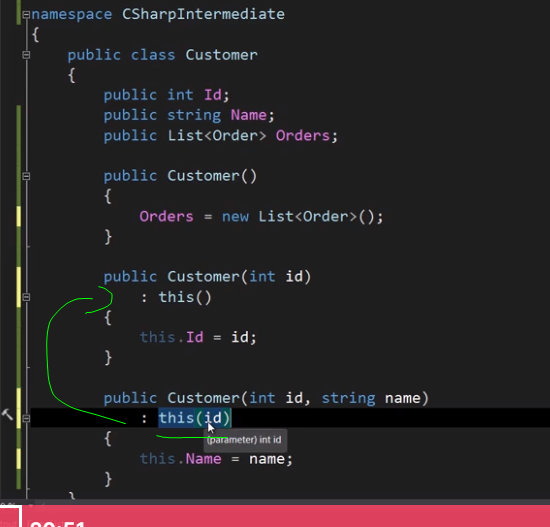 namespace CSharpIntermediate
{
public class Customer
{
public int Id;
public string Name;
public List<Order> Orders;
public Customer()
{
Orders = new List<Order>();
}
public Customer(int id)
: this()
{
this.Id = id;
}
public Customer(int id, string name)
: this(id)
{
(parameter) int id
this.Name = name;
}
}